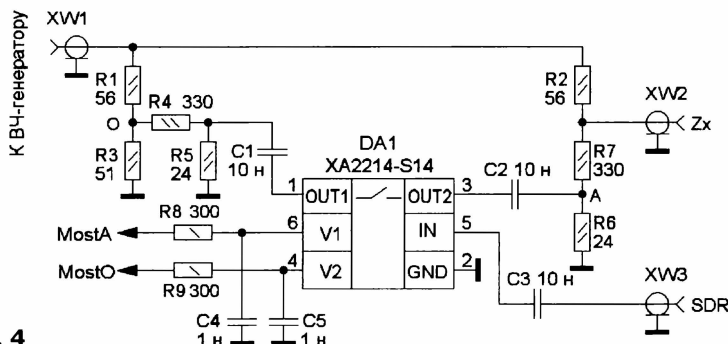 К ВЧ-генератору
XW1
R1
56
R4 330
O
R3
51
R5
24
C1
10 н
DA1
XA2214-S14
1
OUT1
OUT2
3
6
V1
IN
5
4
V2
GND
2
C2 10 н
R2
56
XW2
Zx
R7
330
A
R6
24
R8 300
MostA
MostO
R9 300
C4
1 н
C5
1 н
C3 10 н
XW3
SDR
. 4